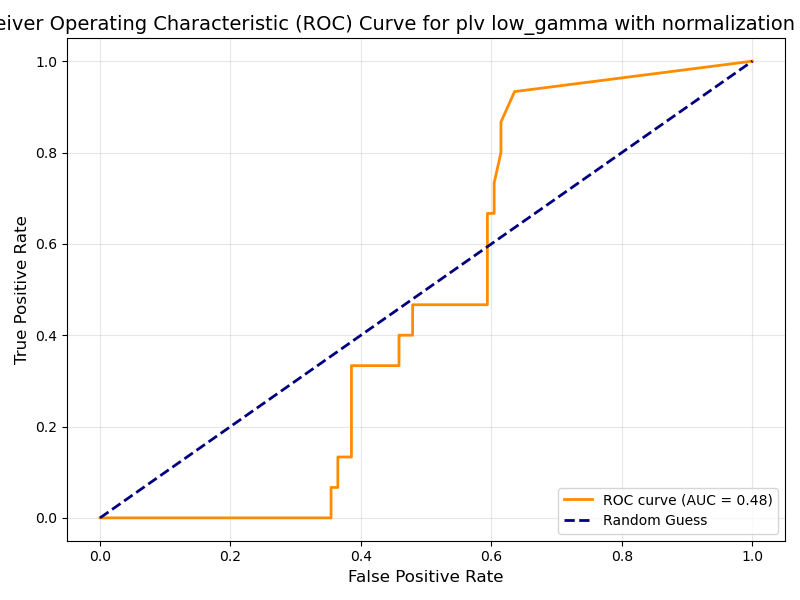 eiver Operating Characteristic (ROC) Curve for plv low_gamma with normalization
1.0
0.8
0.6
0.4
0.2
0.0
True Positive Rate
0.0 0.2 0.4 0.6 0.8 1.0
False Positive Rate
ROC curve (AUC = 0.48)
Random Guess